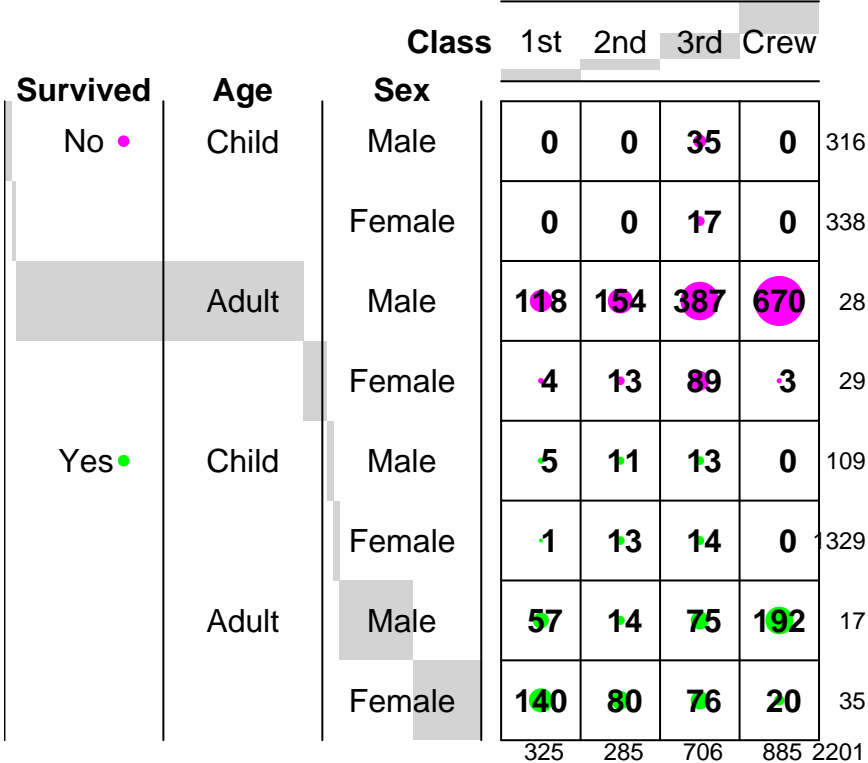 Class 1st 2nd 3rd Crew
Survived Age Sex
No Child Male 0 0 35 0 316
Female 0 0 17 0 338
Adult Male 118 154 387 670 28
Female 4 13 89 3 29
Yes Child Male 5 11 13 0 109
Female 1 13 14 0 1329
Adult Male 57 14 75 192 17
Female 140 80 76 20 35
325 285 706 885 2201